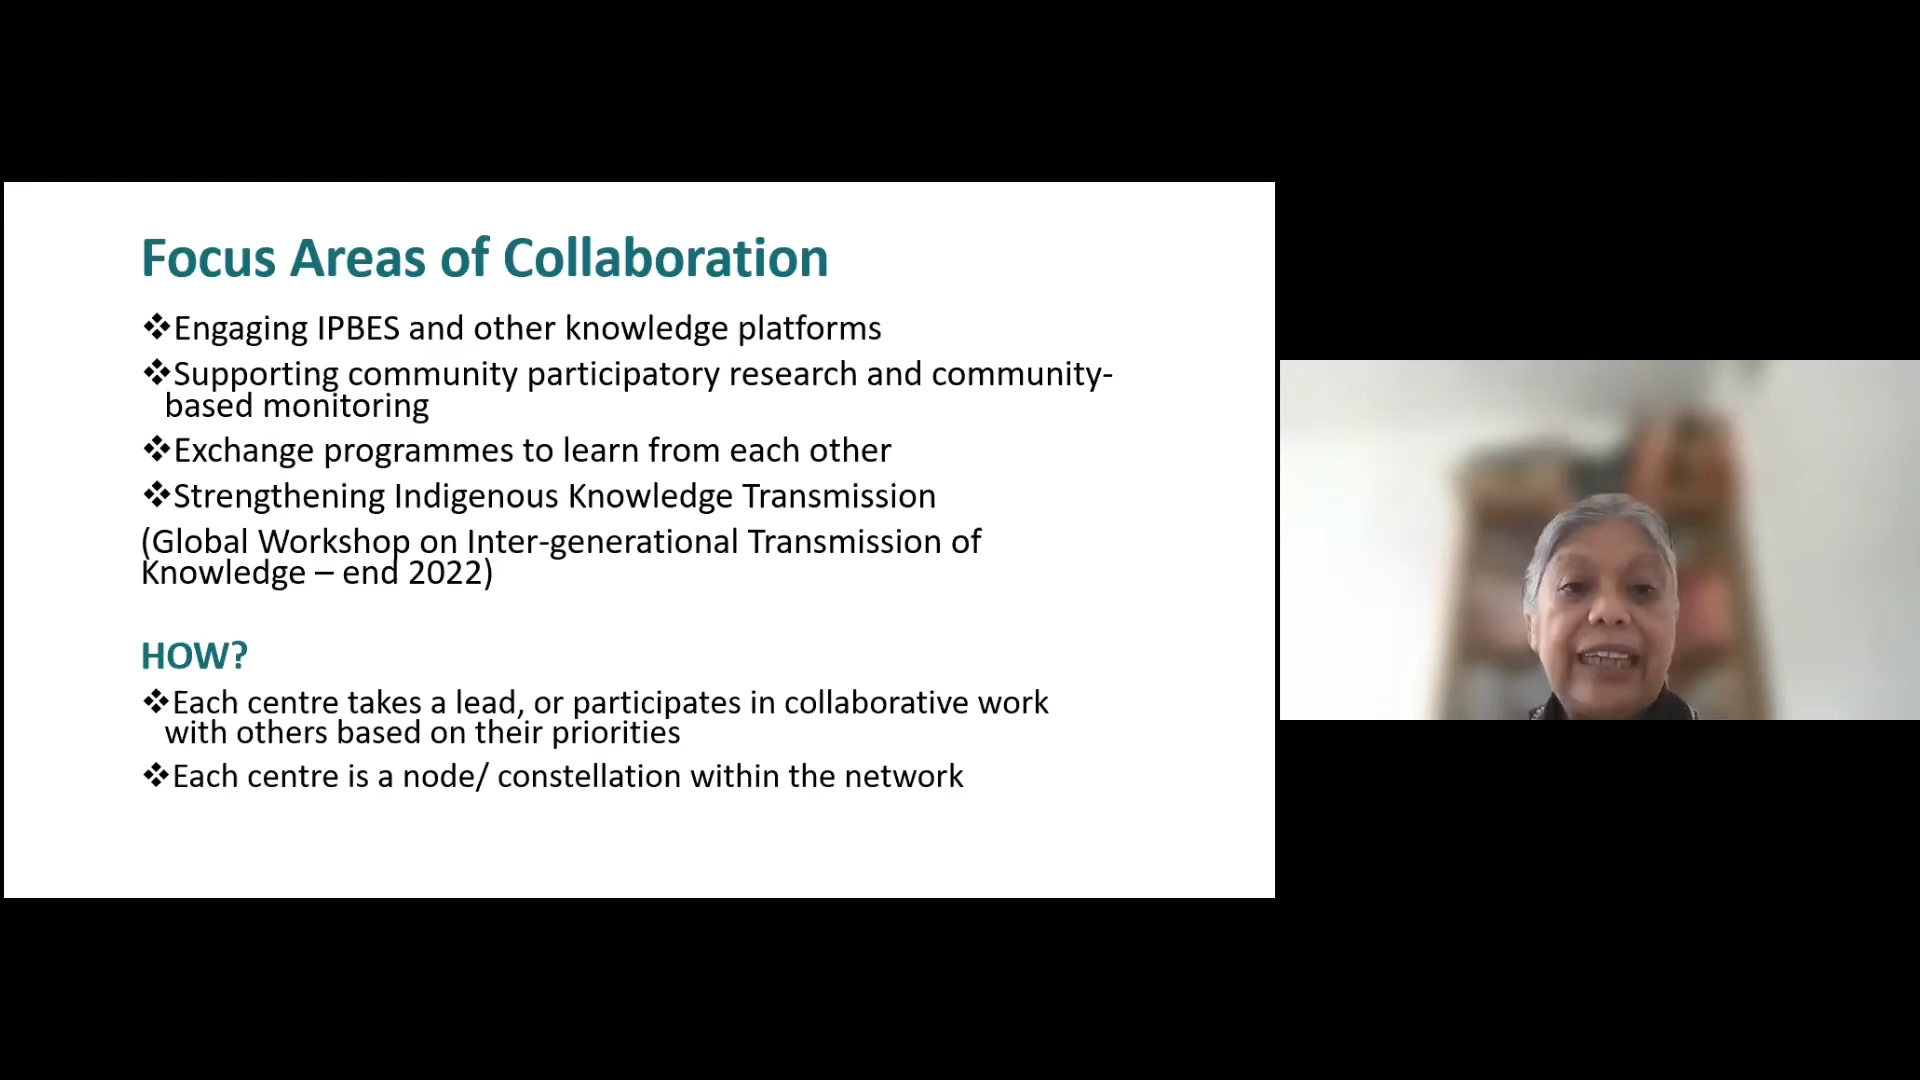 Focus Areas of Collaboration
❖Engaging IPBES and other knowledge platforms
❖Supporting community participatory research and community-
based monitoring
❖Exchange programmes to learn from each other
❖Strengthening Indigenous Knowledge Transmission
(Global Workshop on Inter-generational Transmission of
Knowledge – end 2022)
HOW?
❖Each centre takes a lead, or participates in collaborative work
with others based on their priorities
❖Each centre is a node/ constellation within the network